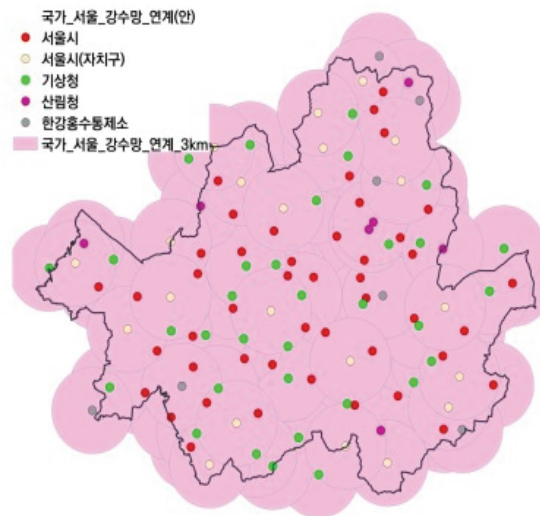 국가_서울_강수망_연계(안)
서울시
서울시(자치구)
기상청
산림청
한강홍수통제소
국가_서울_강수망_연계_3km